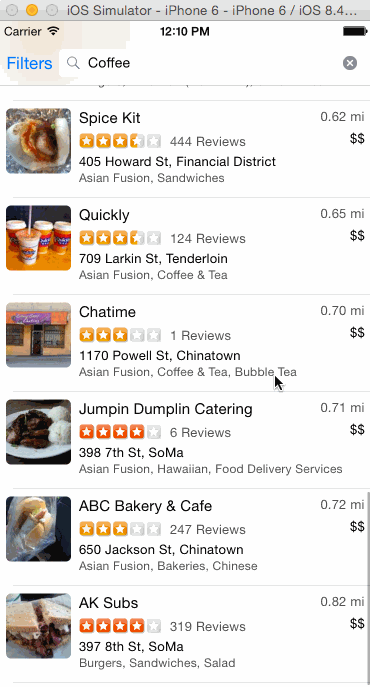 iOS Simulator - iPhone 6 - iPhone 6 / iOS 8.4...
Carrier 12:10 PM
Filters Coffee
Spice Kit 0.62 mi
444 Reviews $$
405 Howard St, Financial District
Asian Fusion, Sandwiches
Quickly 0.65 mi
124 Reviews $$
709 Larkin St, Tenderloin
Asian Fusion, Coffee & Tea
Chatime 0.70 mi
1 Reviews $$
1170 Powell St, Chinatown
Asian Fusion, Coffee & Tea, Bubble Tea
Jumpin Dumplin Catering 0.71 mi
6 Reviews $$
398 7th St, SoMa
Asian Fusion, Hawaiian, Food Delivery Services
ABC Bakery & Cafe 0.72 mi
247 Reviews $$
650 Jackson St, Chinatown
Asian Fusion, Bakeries, Chinese
AK Subs 0.82 mi
319 Reviews $$
397 8th St, SoMa
Burgers, Sandwiches, Salad